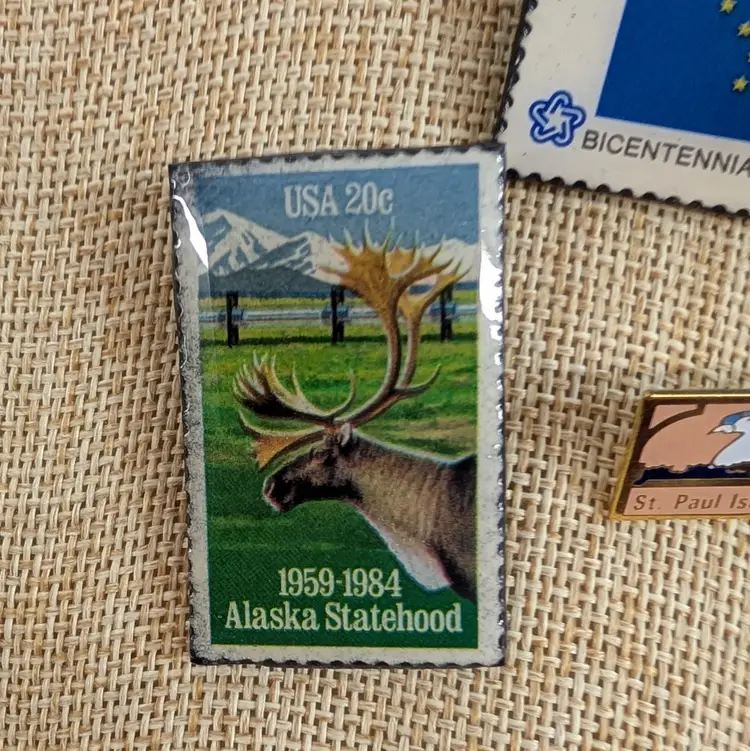 USA 20c
BICENTENNIA
St. Paul Is
1959-1984
Alaska Statehood